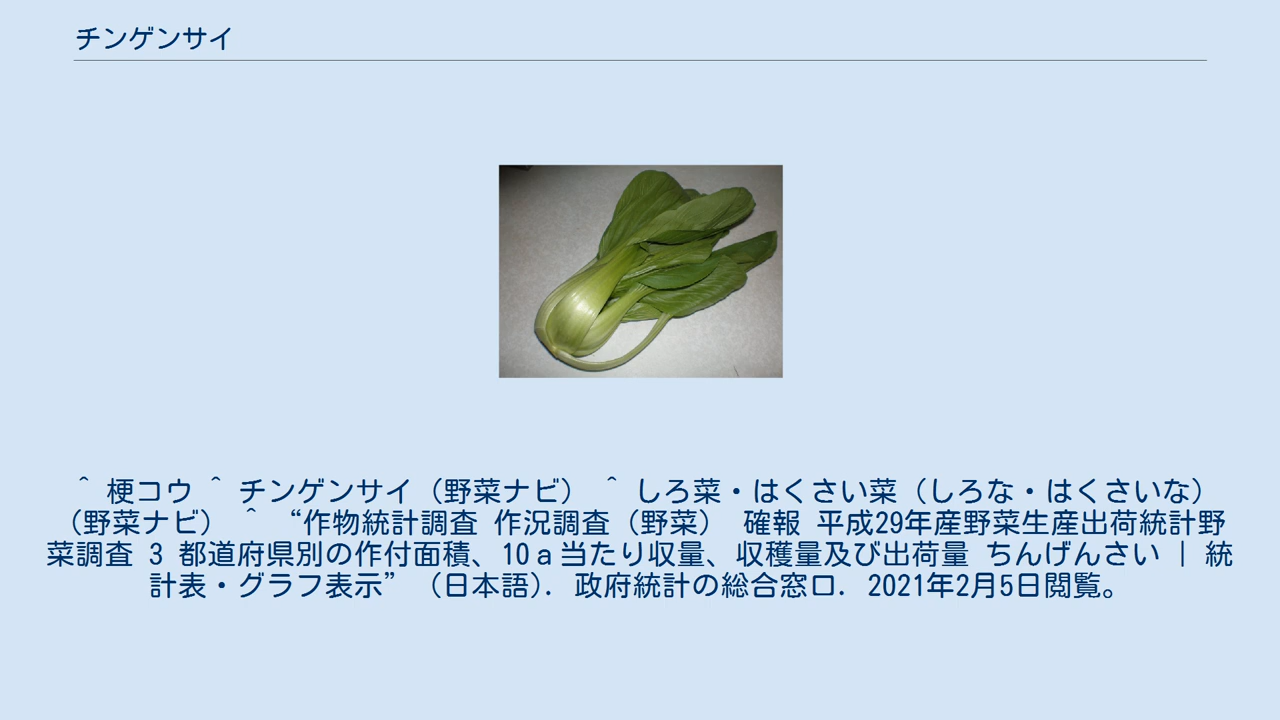 チンゲンサイ
^ 梗コウ ^ チンゲンサイ（野菜ナビ） ^ しろ菜・はくさい菜（しろな・はくさいな）
（野菜ナビ） ^ “作物統計調査 作況調査（野菜） 確報 平成29年産野菜生産出荷統計野
菜調査 3 都道府県別の作付面積、10ａ当たり収量、収穫量及び出荷量 ちんげんさい | 統
計表・グラフ表示” （日本語）. 政府統計の総合窓口. 2021年2月5日閲覧。